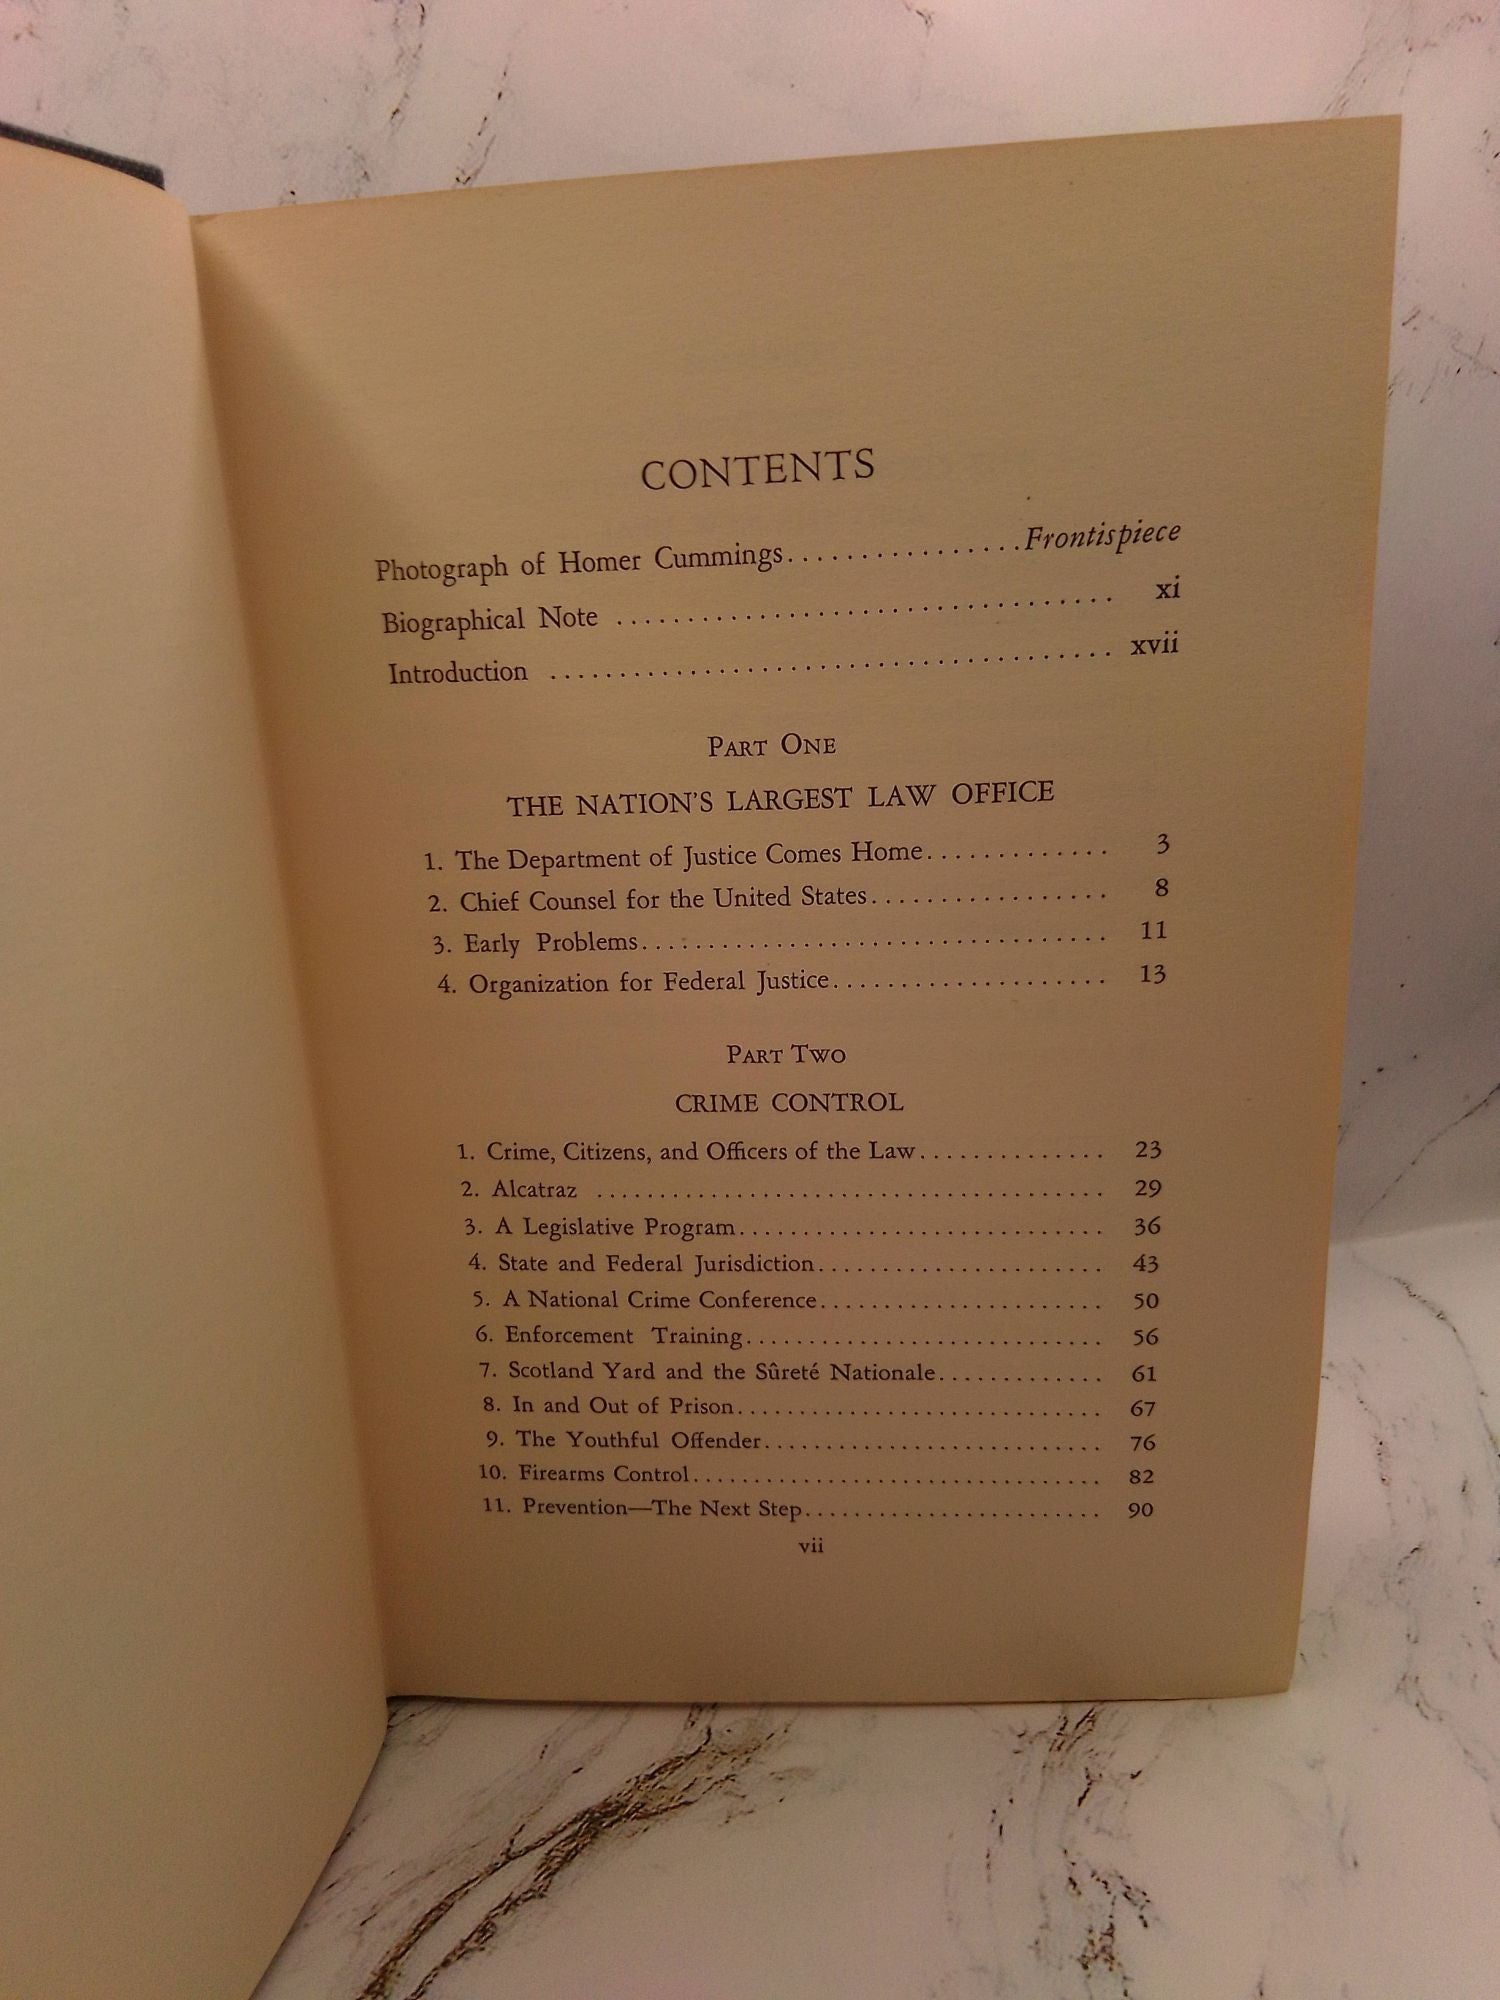 CONTENTS
Photograph of Homer Cummings................Frontispiece
Biographical Note .................................... xi
Introduction .......................................... xvii
PART ONE
THE NATION'S LARGEST LAW OFFICE
1. The Department of Justice Comes Home............. 3
2. Chief Counsel for the United States.................. 8
3. Early Problems................................... 11
4. Organization for Federal Justice.................... 13
PART TWO
CRIME CONTROL
1. Crime, Citizens, and Officers of the Law.............. 23
2. Alcatraz ........................................ 29
3. A Legislative Program............................ 36
4. State and Federal Jurisdiction....................... 43
5. A National Crime Conference....................... 50
6. Enforcement Training............................. 56
7. Scotland Yard and the Sûreté Nationale............. 61
8. In and Out of Prison.............................. 67
9. The Youthful Offender............................ 76
10. Firearms Control................................. 82
11. Prevention—The Next Step........................ 90
vii